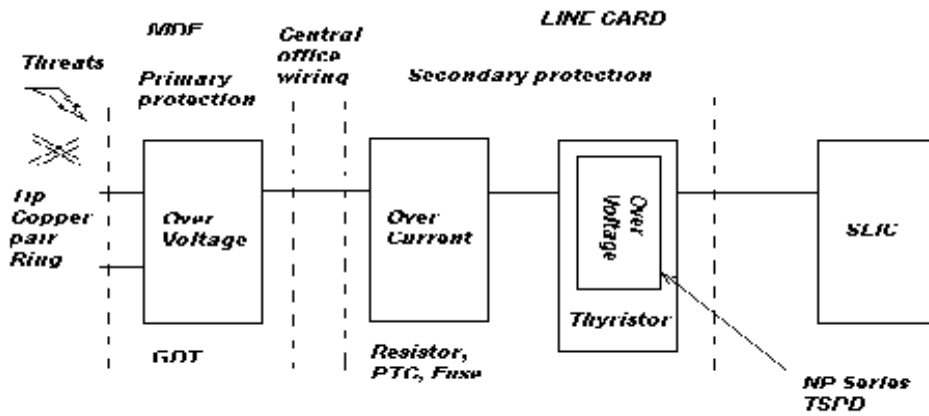 MDF
LINE CARD
Central
office
wiring
Threats
Primary
protection
Secondary protection
Tip
Copper
pair
Ring
Over
Voltage
Over
Current
Over
Voltage
Thyristor
SLIC
GDT
Resistor,
PTC, Fuse
NP Series
TSPD